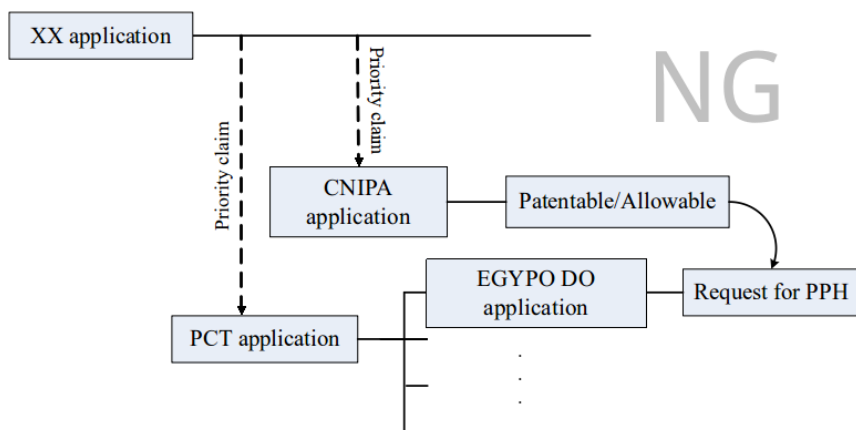 XX application
NG
Priority claim
Priority claim
CNIPA
application
Patentable/Allowable
EGYPO DO
application
Request for PPH
PCT application